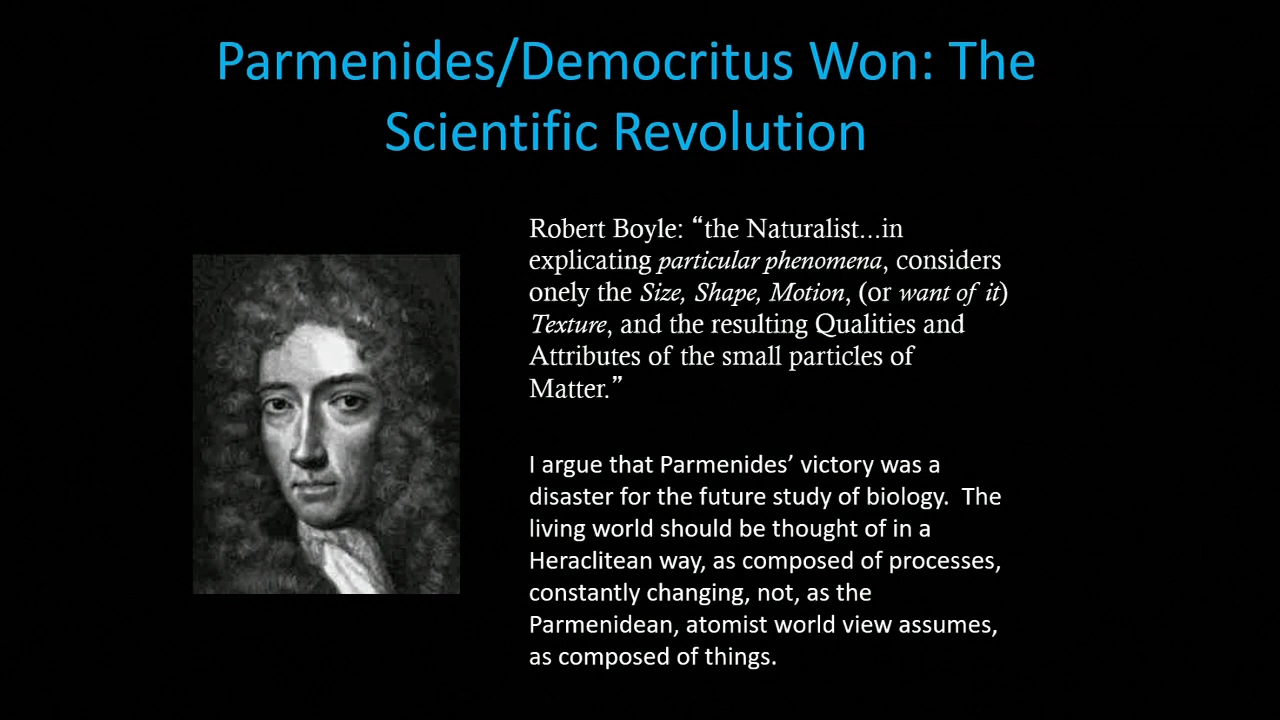 Parmenides/Democritus Won: The
Scientific Revolution
Robert Boyle: “the Naturalist...in
explicating particular phenomena, considers
onely the Size, Shape, Motion, (or want of it)
Texture, and the resulting Qualities and
Attributes of the small particles of
Matter.”
I argue that Parmenides’ victory was a
disaster for the future study of biology.  The
living world should be thought of in a
Heraclitean way, as composed of processes,
constantly changing, not, as the
Parmenidean, atomist world view assumes,
as composed of things.